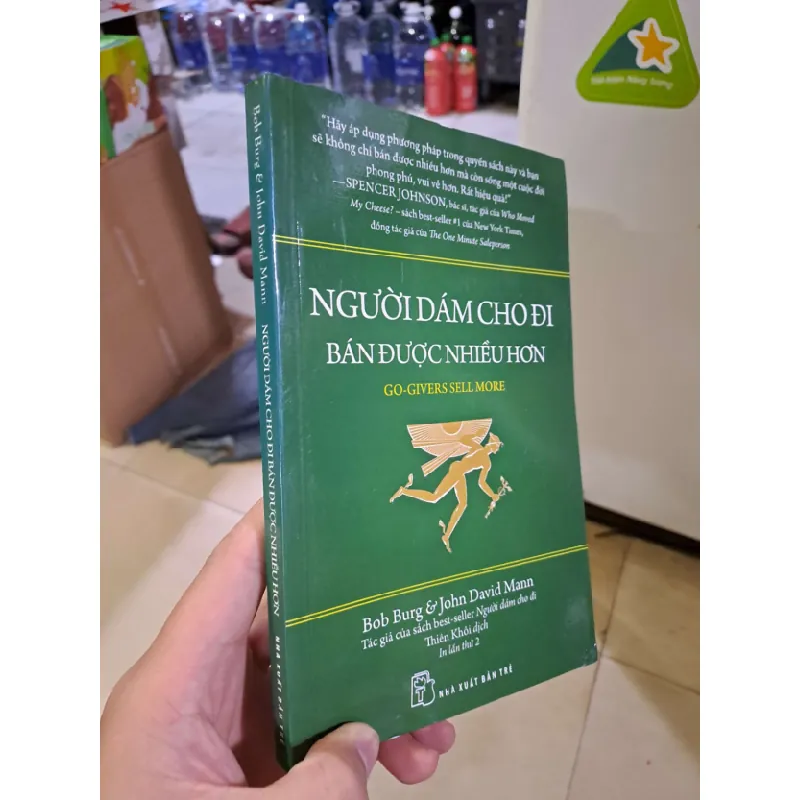 "Hãy áp dụng phương pháp trong quyển sách này và bạn
sẽ không chỉ bán được nhiều hơn mà còn sống một cuộc đời
phong phú, vui vẻ hơn. Rất hiệu quả!"
—SPENCER JOHNSON, bác sĩ, tác giả của Who Moved
My Cheese? – sách best-seller #1 của New York Times,
đồng tác giả của The One Minute Salesperson
NGƯỜI DÁM CHO ĐI
BÁN ĐƯỢC NHIỀU HƠN
GO-GIVERS SELL MORE
Bob Burg & John David Mann
Tác giả của sách best-seller: Người dám cho đi
Thiên Khôi dịch
In lần thứ 2
NHÀ XUẤT BẢN TRẺ
Bob Burg & John David Mann NGƯỜI DÁM CHO ĐI BÁN ĐƯỢC NHIỀU HƠN NHÀ XUẤT BẢN TRẺ